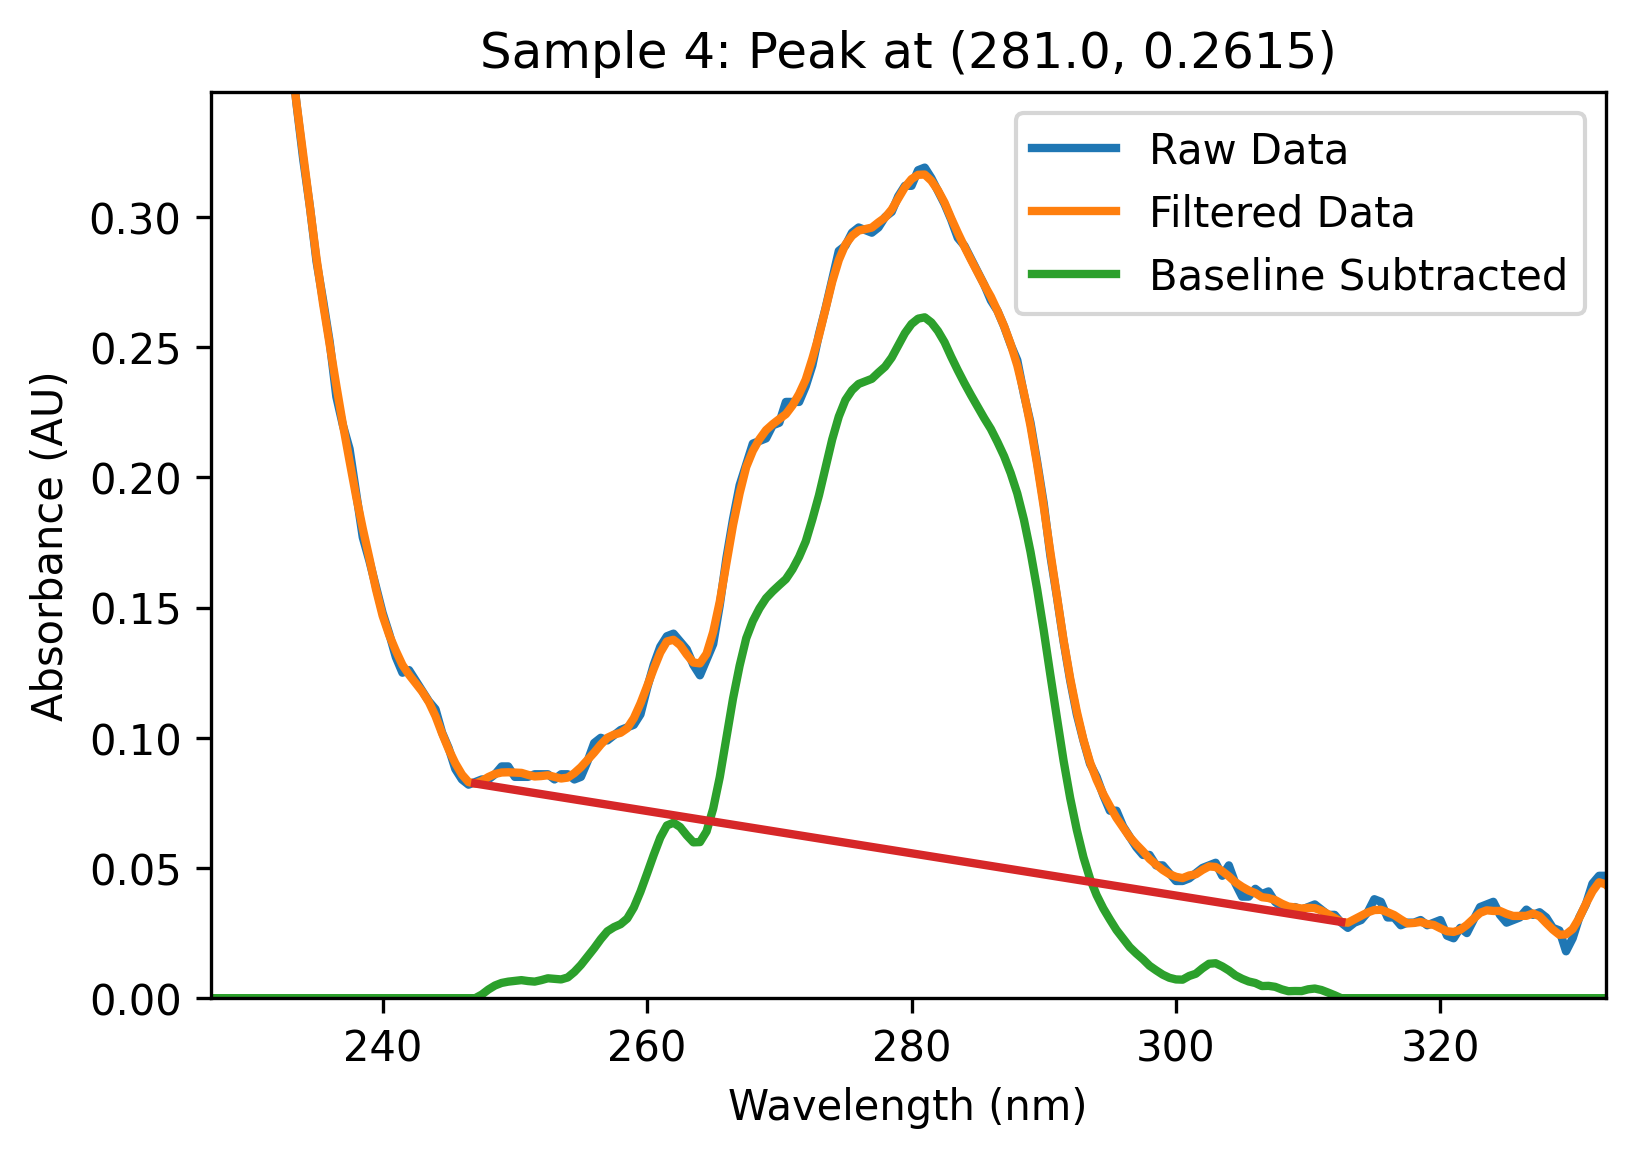 Sample 4: Peak at (281.0, 0.2615)
Raw Data
Filtered Data
Baseline Subtracted
Absorbance (AU)
0.30
0.25
0.20
0.15
0.10
0.05
0.00
240 260 280 300 320
Wavelength (nm)